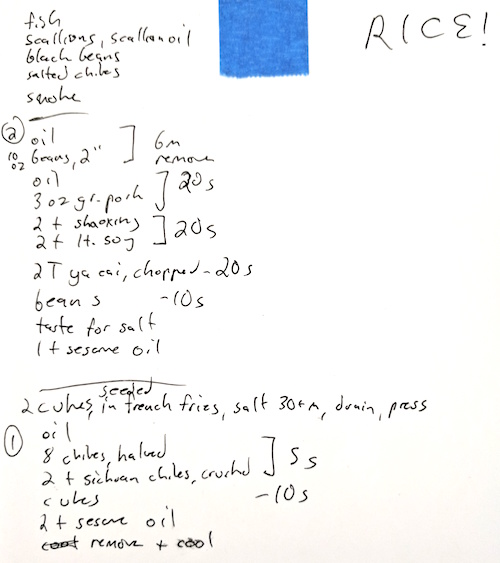 fish
RICE!
scallions, scallion oil
black beans
salted chiles
smoke
② oil
10 oz beans, 2" ] 6m remove
oil
3 oz gr. pork ] 20s
2 t shaoxing
2 t lt. soy ] 20s
2T ya cai, chopped - 20s
beans - 10s
taste for salt
1 t sesame oil
seeded
2 cukes, in french fries, salt 30+m, drain, press
① oil
8 chiles, halved
2 t sichuan chiles, crushed ] 5s
cukes - 10s
2 t sesame oil
remove + cool